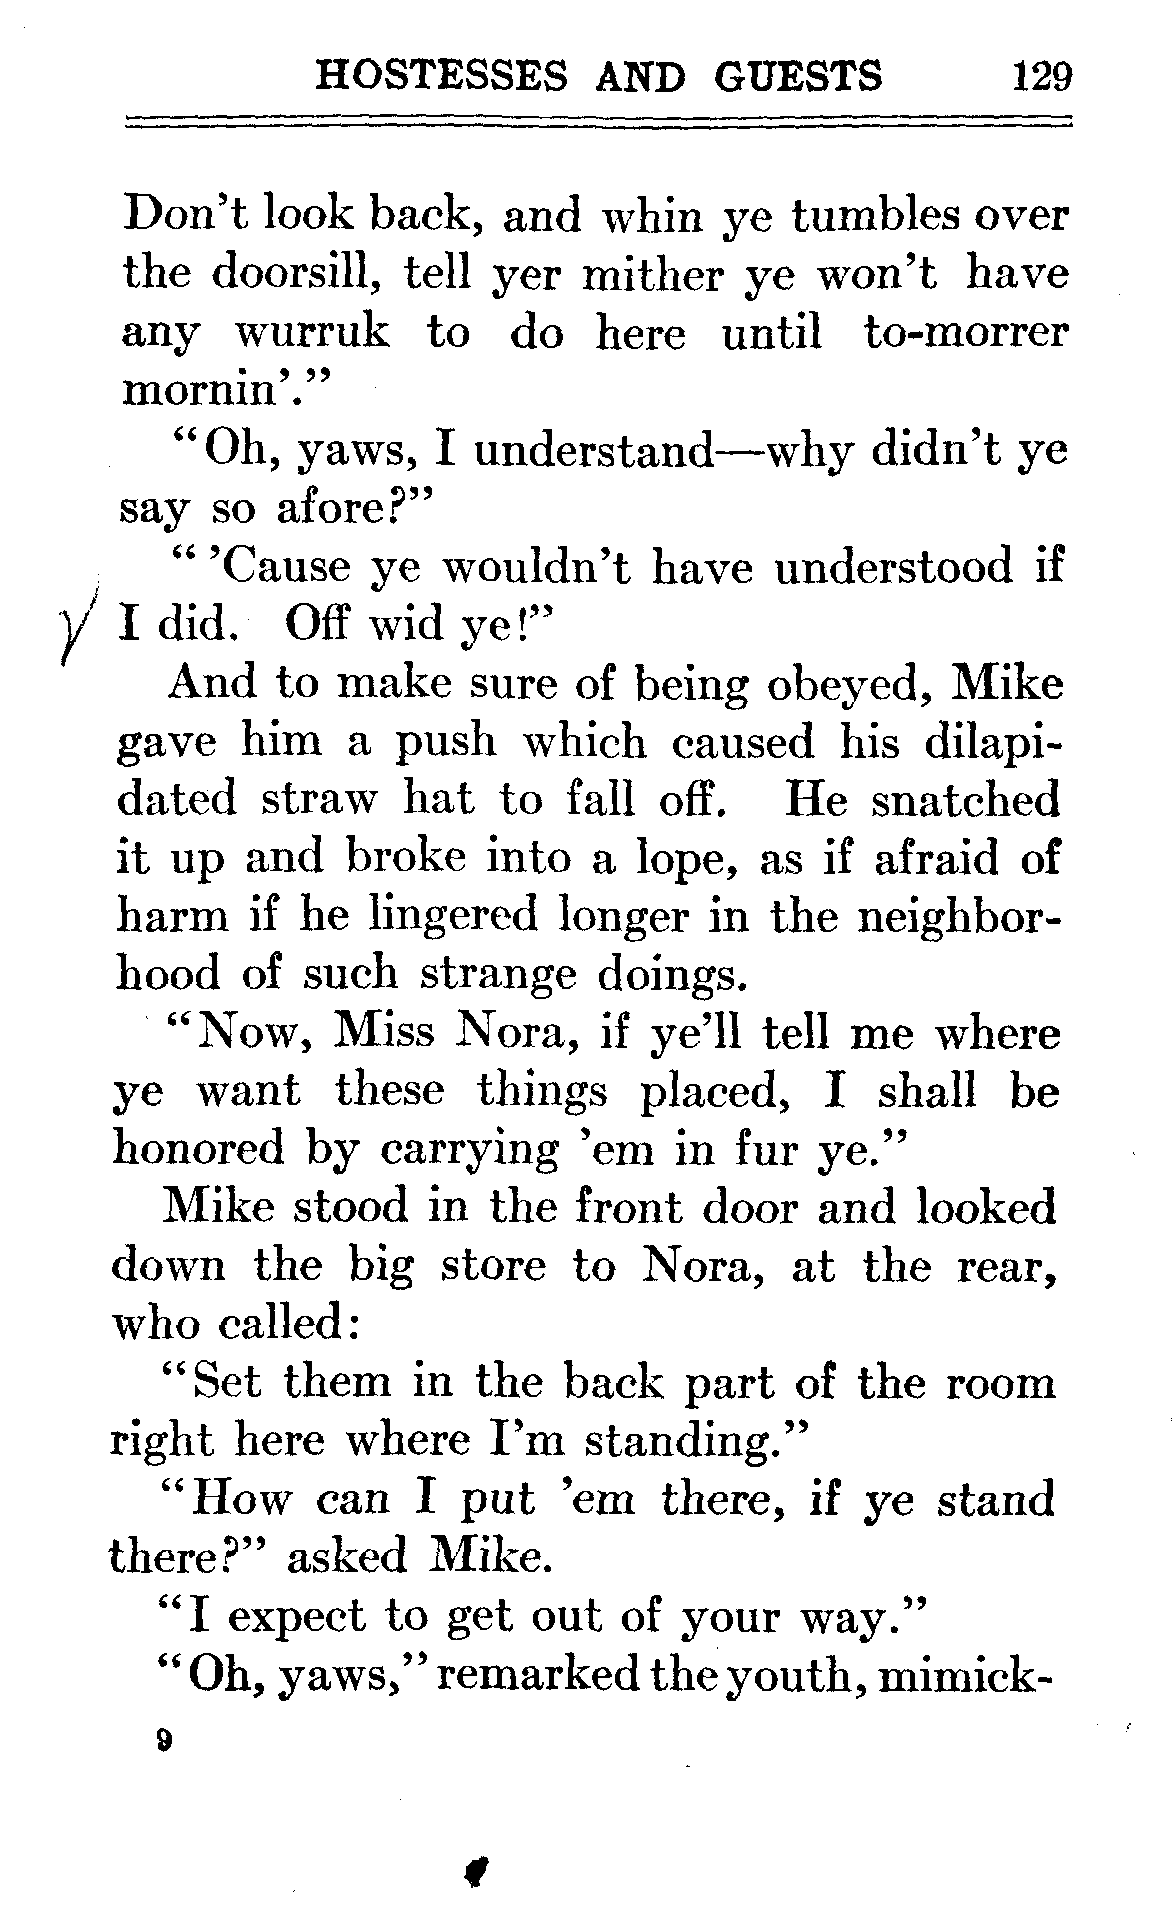 HOSTESSES AND GUESTS 129
Don't look back, and whin ye tumbles over
the doorsill, tell yer mither ye won't have
any wurruk to do here until to-morrer
mornin'."
"Oh, yaws, I understand—why didn't ye
say so afore?"
"'Cause ye wouldn't have understood if
I did. Off wid ye!"
And to make sure of being obeyed, Mike
gave him a push which caused his dilapi-
dated straw hat to fall off. He snatched
it up and broke into a lope, as if afraid of
harm if he lingered longer in the neighbor-
hood of such strange doings.
"Now, Miss Nora, if ye'll tell me where
ye want these things placed, I shall be
honored by carrying 'em in fur ye."
Mike stood in the front door and looked
down the big store to Nora, at the rear,
who called:
"Set them in the back part of the room
right here where I'm standing."
"How can I put 'em there, if ye stand
there?" asked Mike.
"I expect to get out of your way."
"Oh, yaws," remarked the youth, mimick-
9